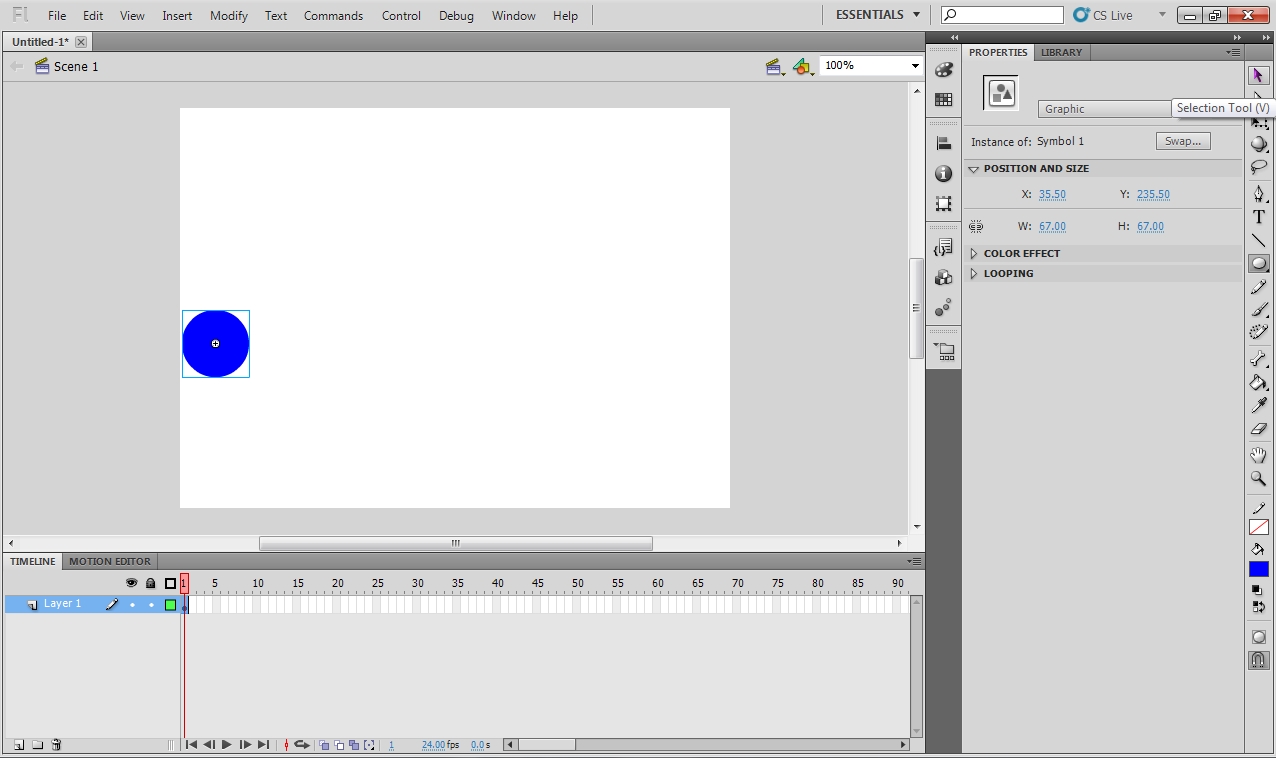 Fl File Edit View Insert Modify Text Commands Control Debug Window Help ESSENTIALS CS Live
Untitled-1*
Scene 1 100%
PROPERTIES LIBRARY
Graphic
Selection Tool (V)
Instance of: Symbol 1 Swap...
POSITION AND SIZE
X: 35.50 Y: 235.50
W: 67.00 H: 67.00
COLOR EFFECT
LOOPING
TIMELINE MOTION EDITOR
1 5 10 15 20 25 30 35 40 45 50 55 60 65 70 75 80 85 90
Layer 1
1 24.00 fps 0.0 s